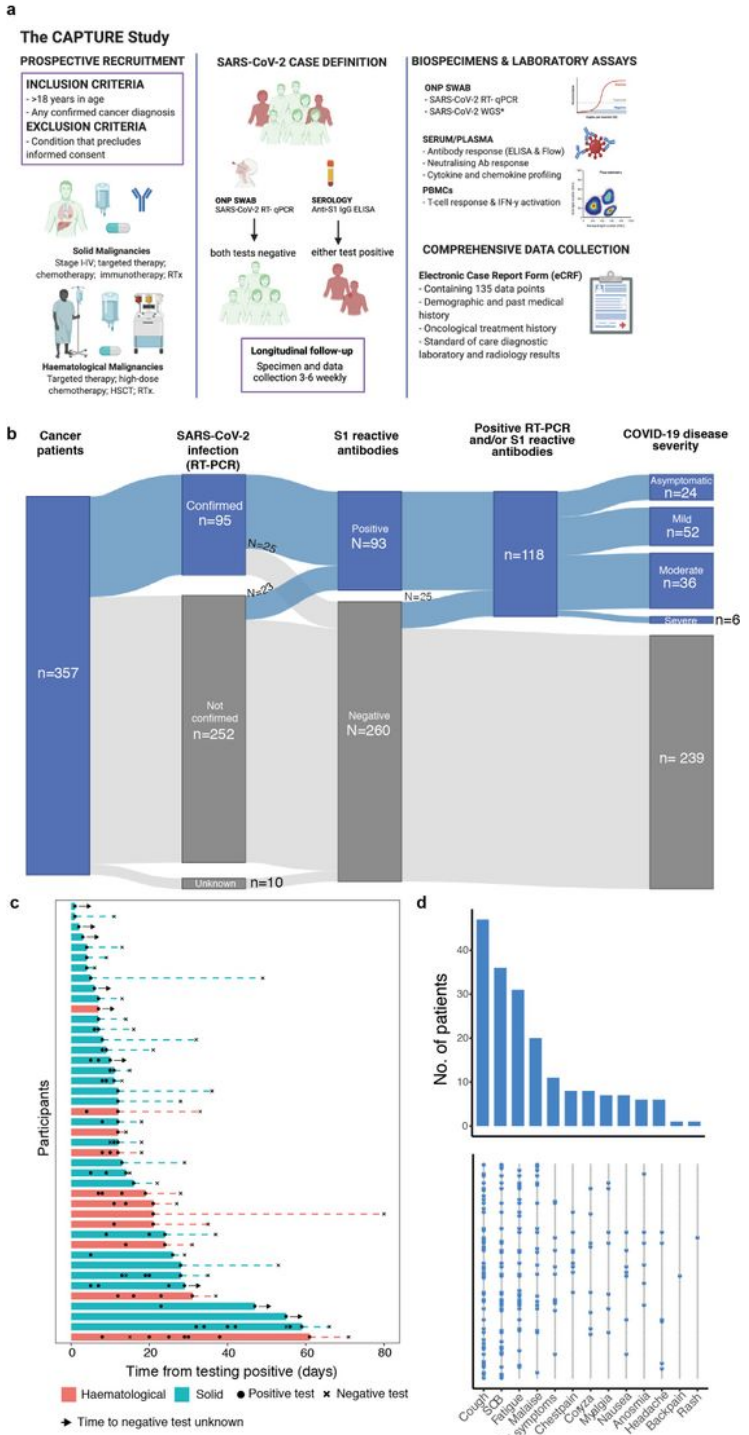 a
The CAPTURE Study
PROSPECTIVE RECRUITMENT
INCLUSION CRITERIA
- >18 years in age
- Any confirmed cancer diagnosis
EXCLUSION CRITERIA
- Condition that precludes
informed consent
Solid Malignancies
Stage I-IV; targeted therapy;
chemotherapy; immunotherapy; RTx
Haematological Malignancies
Targeted therapy; high-dose
chemotherapy; HSCT; RTx.
SARS-CoV-2 CASE DEFINITION
ONP SWAB
SARS-CoV-2 RT- qPCR
SEROLOGY
Anti-S1 IgG ELISA
both tests negative
either test positive
Longitudinal follow-up
Specimen and data
collection 3-6 weekly
BIOSPECIMENS & LABORATORY ASSAYS
ONP SWAB
- SARS-CoV-2 RT- qPCR
- SARS-CoV-2 WGS*
SERUM/PLASMA
- Antibody response (ELISA & Flow)
- Neutralising Ab response
- Cytokine and chemokine profiling
PBMCs
- T-cell response & IFN-γ activation
COMPREHENSIVE DATA COLLECTION
Electronic Case Report Form (eCRF)
- Containing 135 data points
- Demographic and past medical
history
- Oncological treatment history
- Standard of care diagnostic
laboratory and radiology results
b
Cancer
patients
SARS-CoV-2
infection
(RT-PCR)
S1 reactive
antibodies
Positive RT-PCR
and/or S1 reactive
antibodies
COVID-19 disease
severity
n=357
Confirmed
n=95
N=25
N=23
Not
confirmed
n=252
Unknown
n=10
Positive
N=93
N=25
Negative
N=260
n=118
Asymptomatic
n=24
Mild
n=52
Moderate
n=36
Severe
n=6
n= 239
c
Participants
0
20
40
60
80
Time from testing positive (days)
Haematological
Solid
Positive test
Negative test
Time to negative test unknown
d
No. of patients
40
30
20
10
0
Cough
SOB
Fatigue
Malaise
symptoms
Chestpain
Coryza
Myalgia
Nausea
Anosmia
Headache
Backpain
Rash